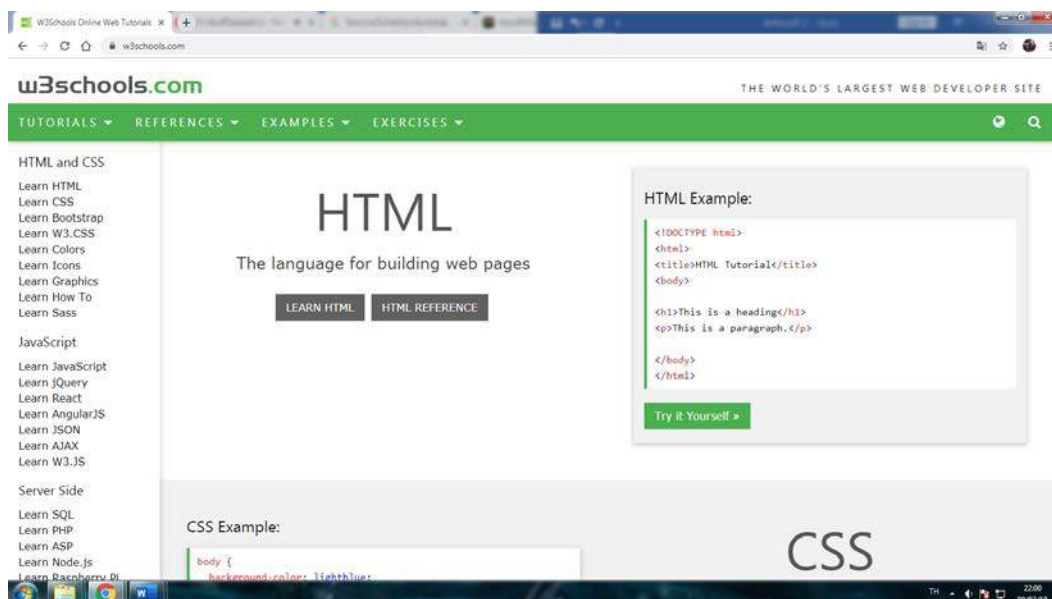 W3Schools Online Web Tutorials
w3schools.com
w3schools.com
THE WORLD'S LARGEST WEB DEVELOPER SITE
TUTORIALS REFERENCES EXAMPLES EXERCISES
HTML and CSS
Learn HTML
Learn CSS
Learn Bootstrap
Learn W3.CSS
Learn Colors
Learn Icons
Learn Graphics
Learn How To
Learn Sass
JavaScript
Learn JavaScript
Learn jQuery
Learn React
Learn AngularJS
Learn JSON
Learn AJAX
Learn W3.JS
Server Side
Learn SQL
Learn PHP
Learn ASP
Learn Node.js
Learn Raspberry Pi
HTML
The language for building web pages
LEARN HTML HTML REFERENCE
HTML Example:
<!DOCTYPE html>
<html>
<title>HTML Tutorial</title>
<body>
<h1>This is a heading</h1>
<p>This is a paragraph.</p>
</body>
</html>
Try it Yourself »
CSS Example:
body {
background-color: lightblue;
CSS
TH
22:00